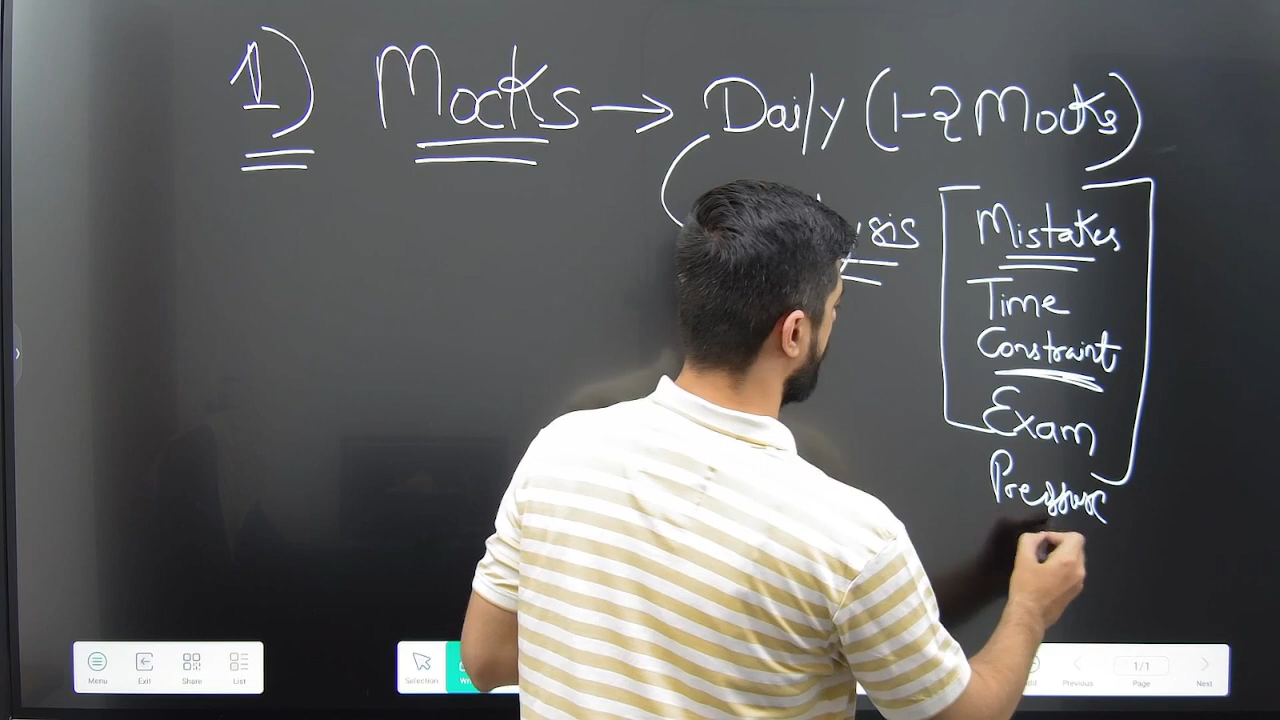 1) Mocks → Daily (1-2 Mocks)
Mistakes
Time
Constraint
Exam
Pressure
Menu
Exit
Share
List
Selection
1/1
Previous
Page
Next